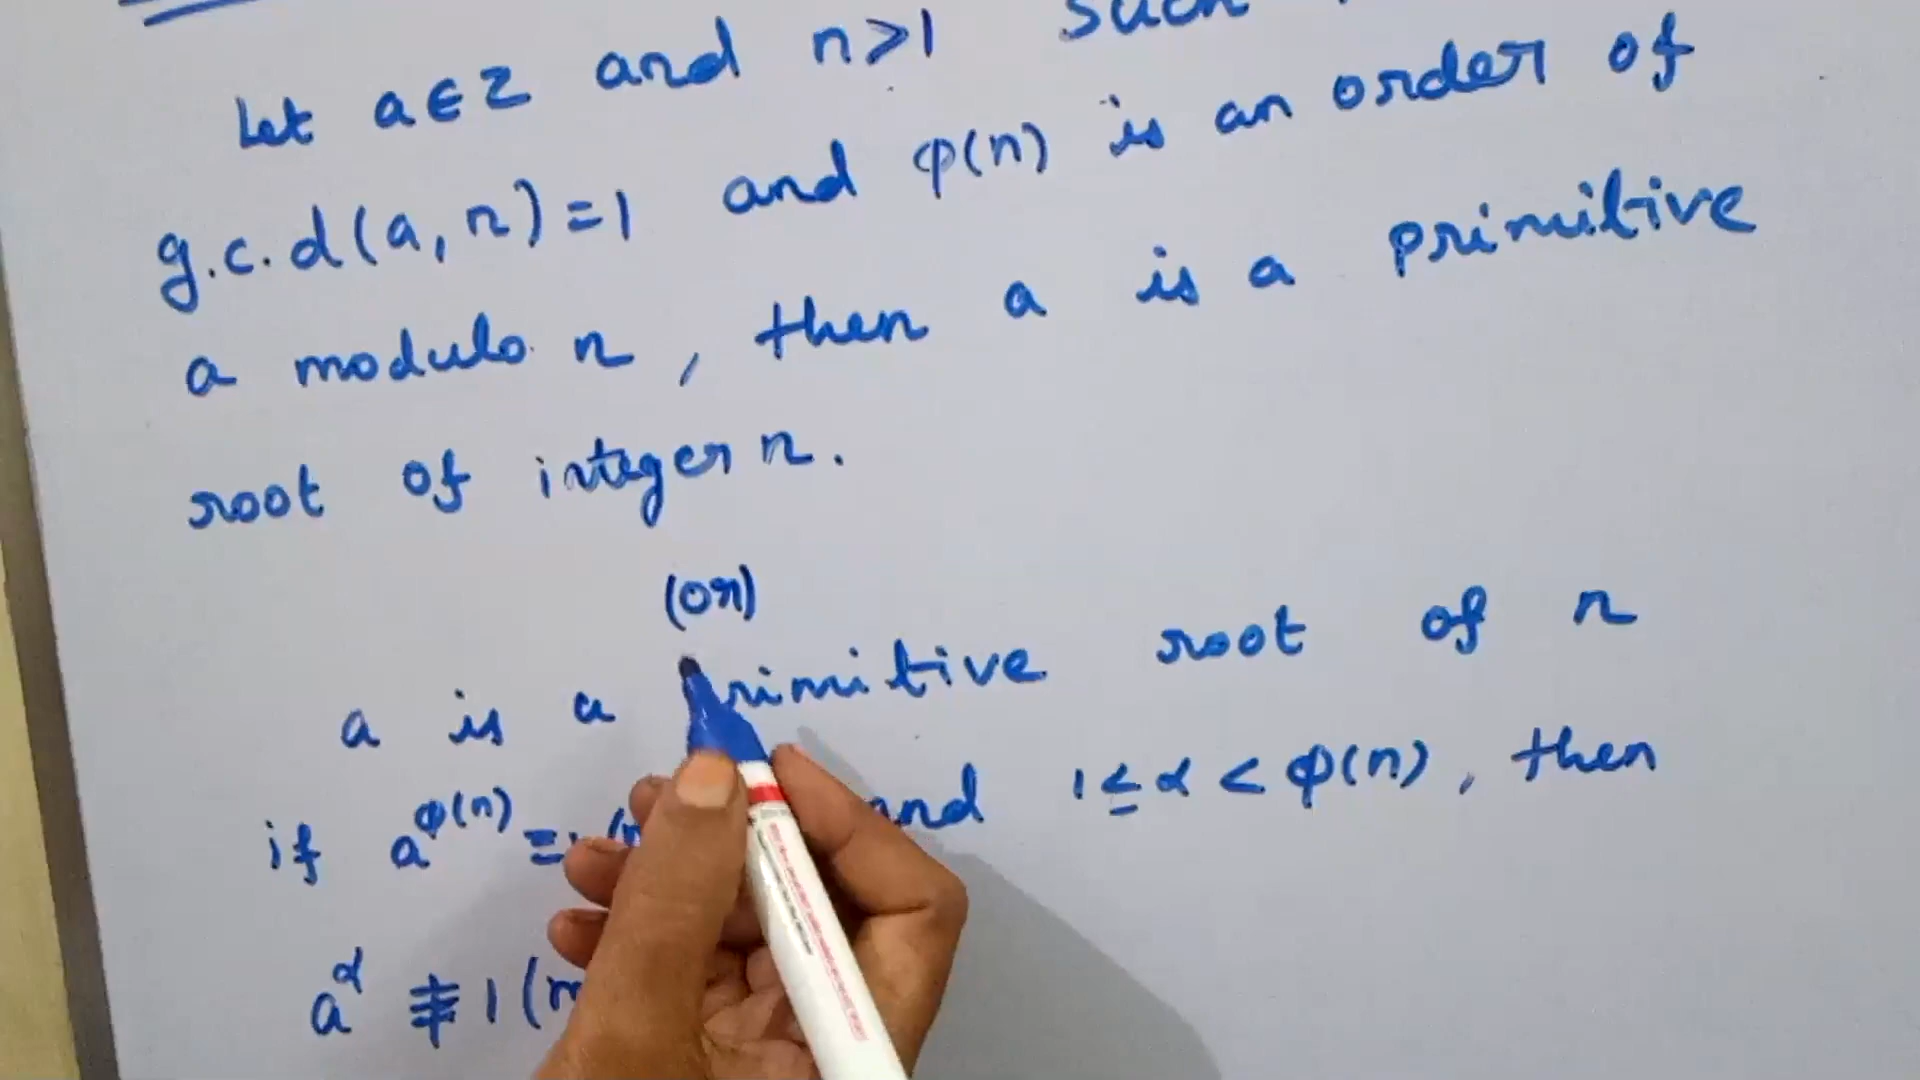 Let a∈Z and n>1 such
g.c.d(a,n)=1 and φ(n) is an order of
a modulo n, then a is a primitive
root of integer n.
(or)
a is a primitive root of n
if a^φ(n) ≡ and 1≤α<φ(n), then
a^α ≢ 1 (m